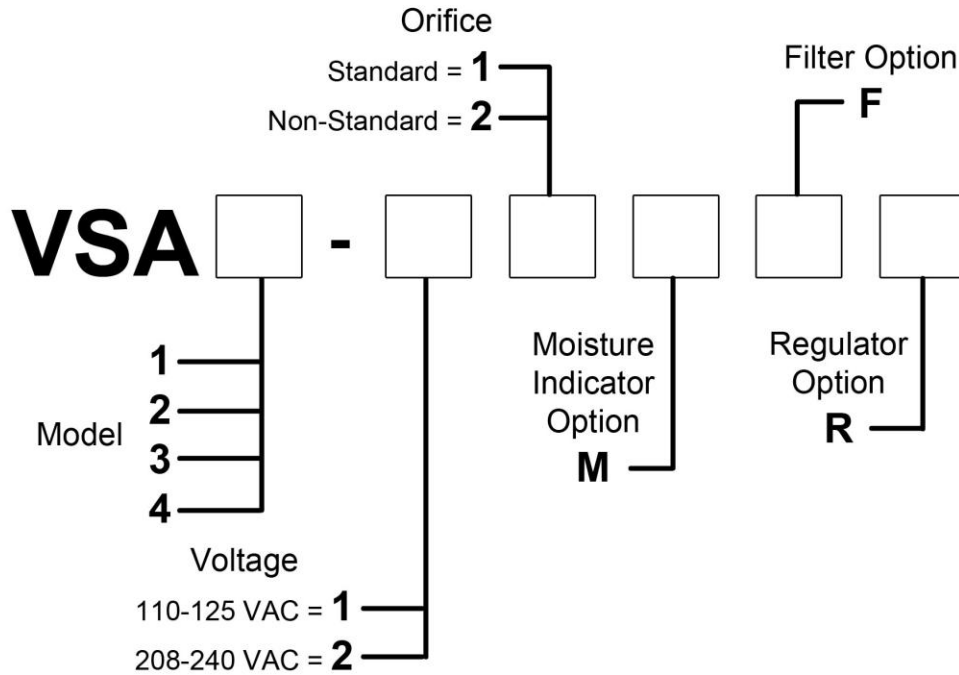 Orifice
Standard = 1
Non-Standard = 2
Filter Option
F
VSA -
1
2
Model
3
4
Moisture
Indicator
Option
M
Regulator
Option
R
Voltage
110-125 VAC = 1
208-240 VAC = 2